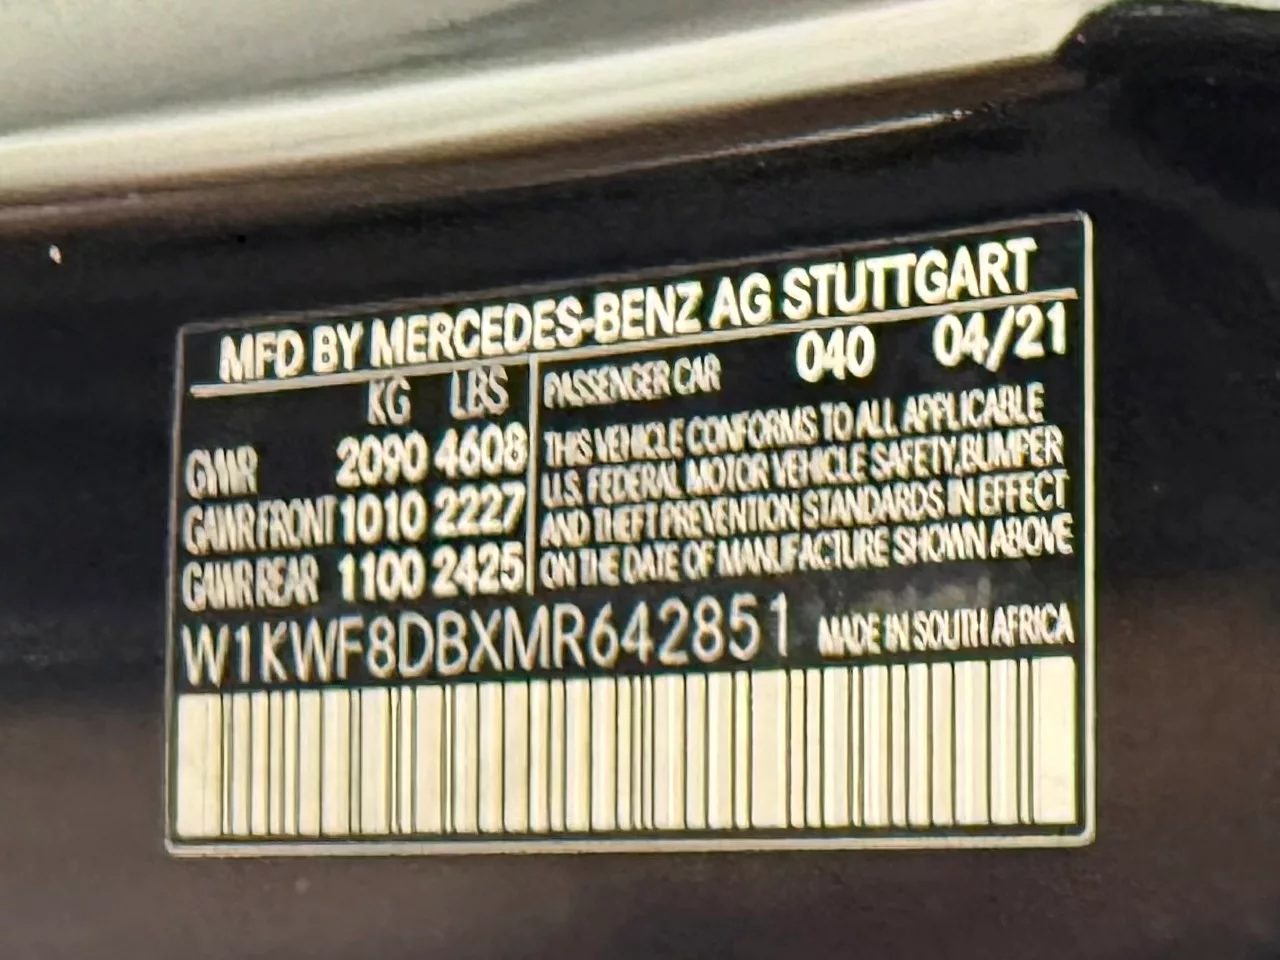 MFD BY MERCEDES-BENZ AG STUTTGART
KG LBS
GWWR 2090 4608
GAWR FRONT 1010 2227
GAWR REAR 1100 2425
PASSENGER CAR 040 04/21
THIS VEHICLE CONFORMS TO ALL APPLICABLE
U.S. FEDERAL MOTOR VEHICLE SAFETY, BUMPER
AND THEFT PREVENTION STANDARDS IN EFFECT
ON THE DATE OF MANUFACTURE SHOWN ABOVE
W1KWF8DBXMR642851 MADE IN SOUTH AFRICA